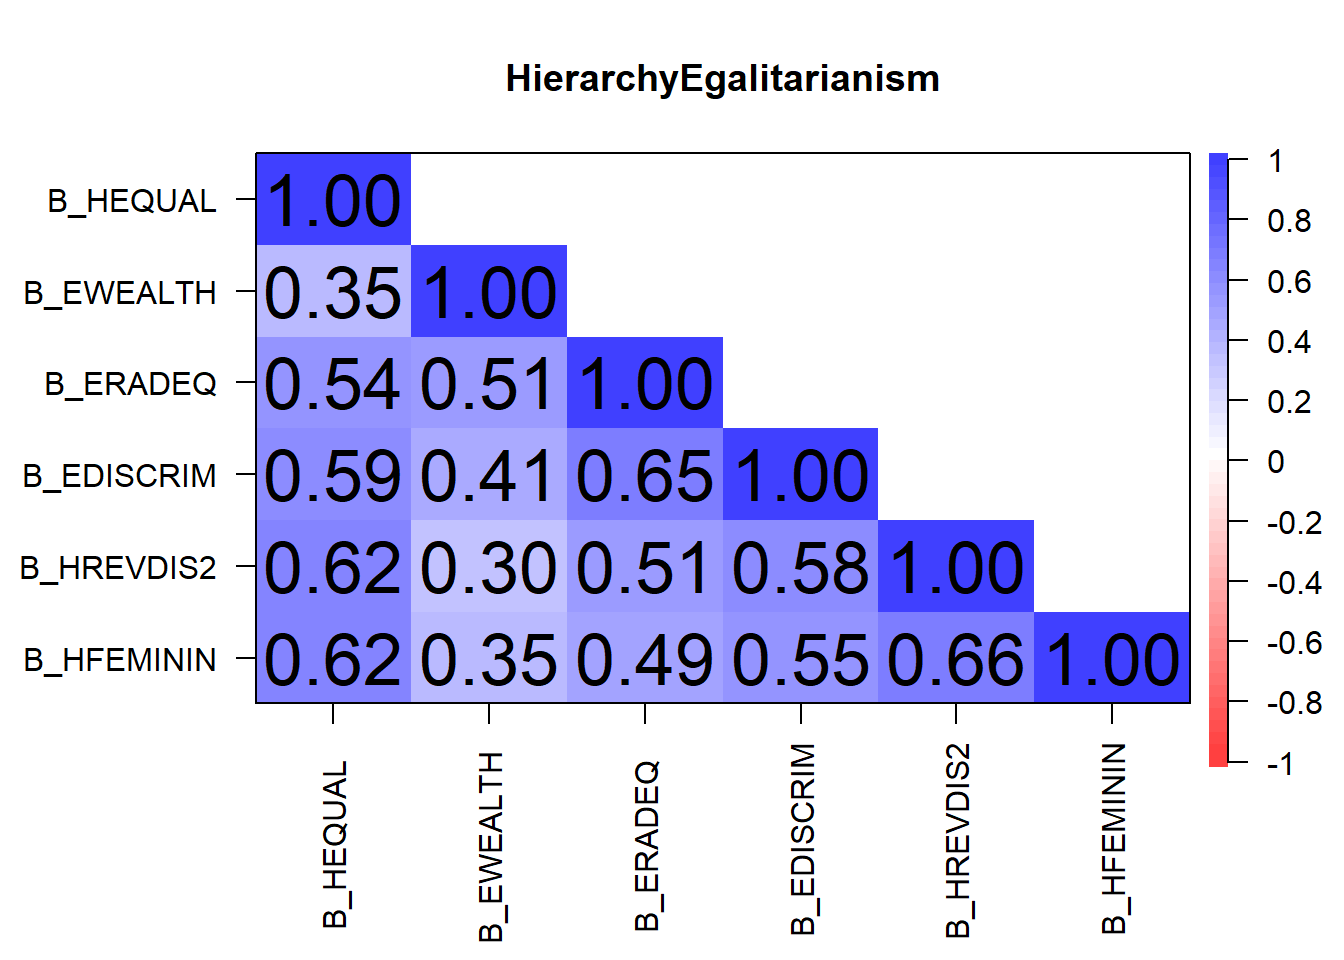 HierarchyEgalitarianism
B_HEQUAL 1.00
B_EWEALTH 0.35 1.00
B_ERADEQ 0.54 0.51 1.00
B_EDISCRIM 0.59 0.41 0.65 1.00
B_HREVDIS2 0.62 0.30 0.51 0.58 1.00
B_HFEMININ 0.62 0.35 0.49 0.55 0.66 1.00
B_HEQUAL
B_EWEALTH
B_ERADEQ
B_EDISCRIM
B_HREVDIS2
B_HFEMININ
1
0.8
0.6
0.4
0.2
0
-0.2
-0.4
-0.6
-0.8
-1